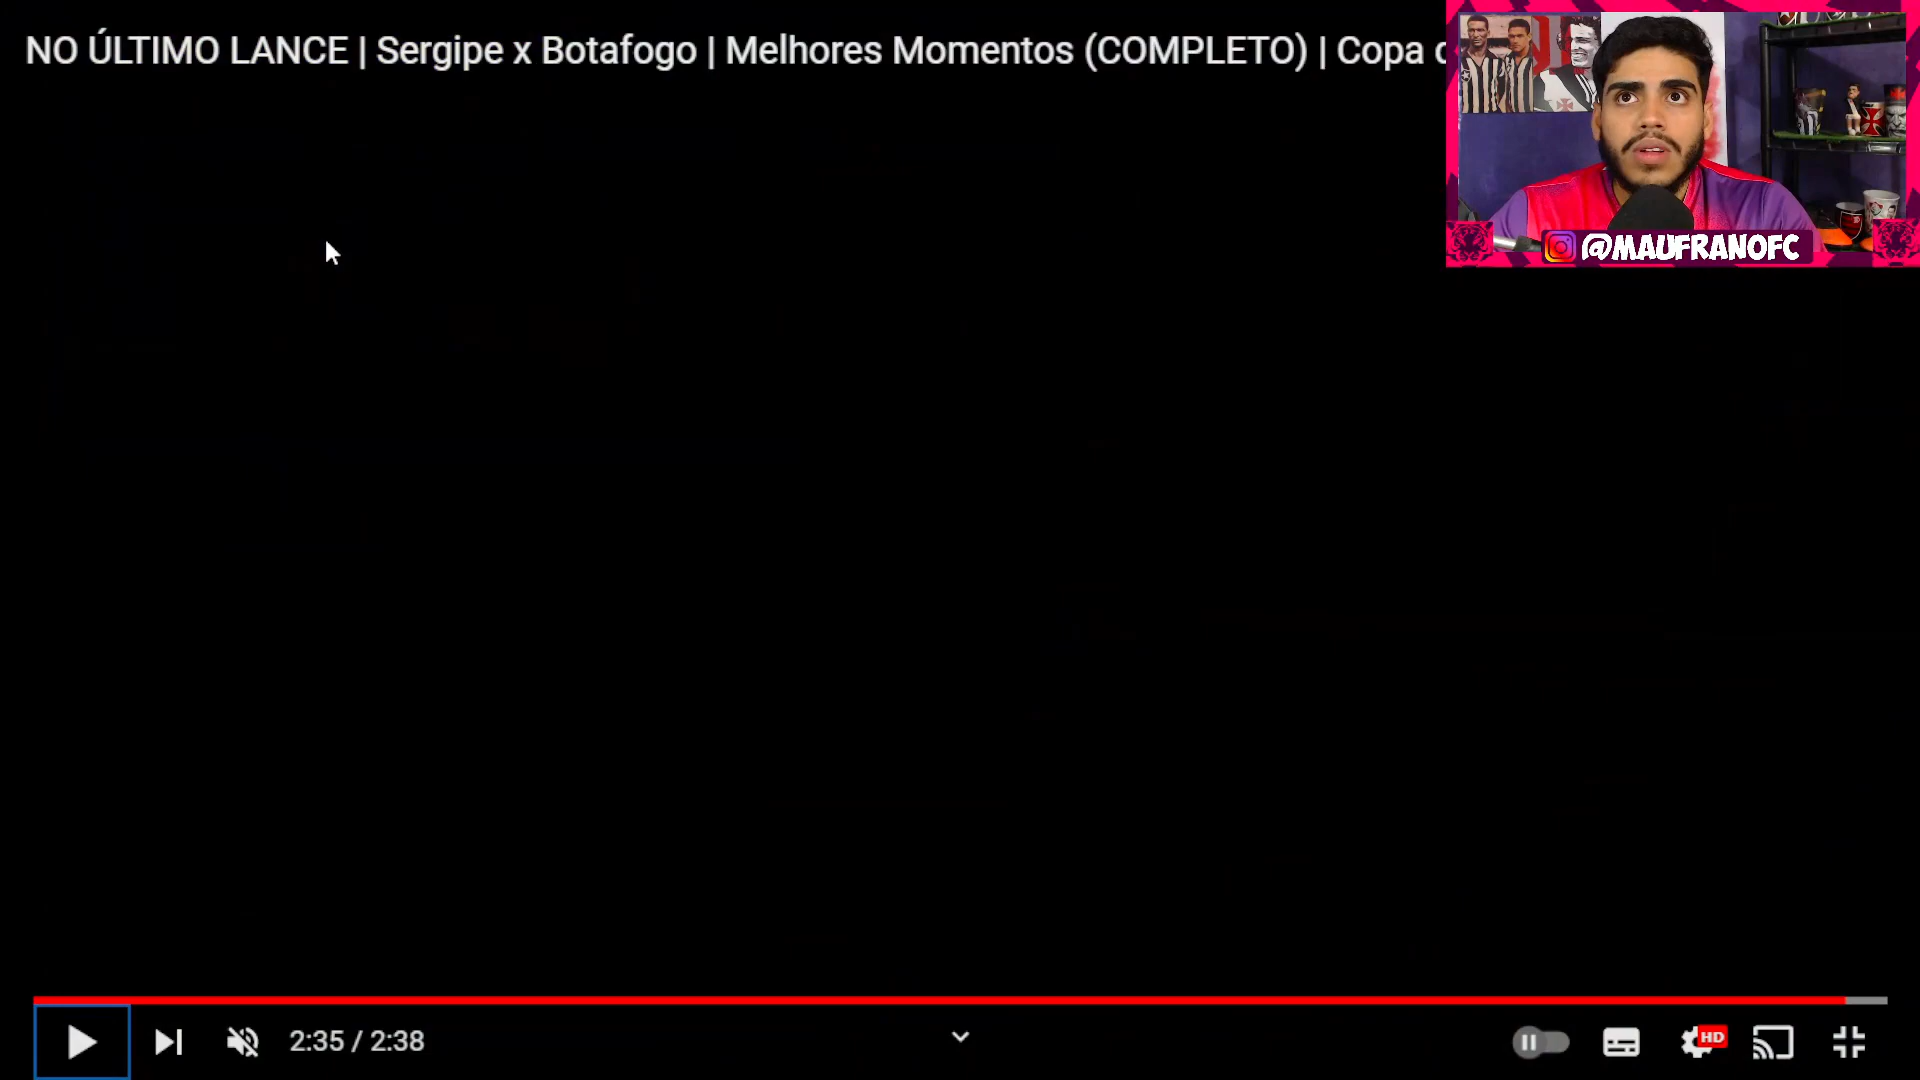 NO ÚLTIMO LANCE | Sergipe x Botafogo | Melhores Momentos (COMPLETO) | Copa
@MAUFRANOFC
2:35 / 2:38
HD